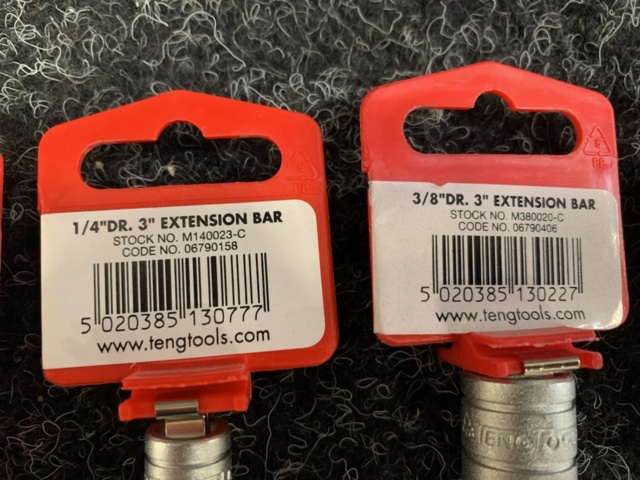 1/4"DR. 3" EXTENSION BAR
STOCK NO. M140023-C
CODE NO. 06790158
5 020385 130777
www.tengtools.com
3/8"DR. 3" EXTENSION BAR
STOCK NO. M380020-C
CODE NO. 06790406
5 020385 130227
www.tengtools.com
TENGTOO